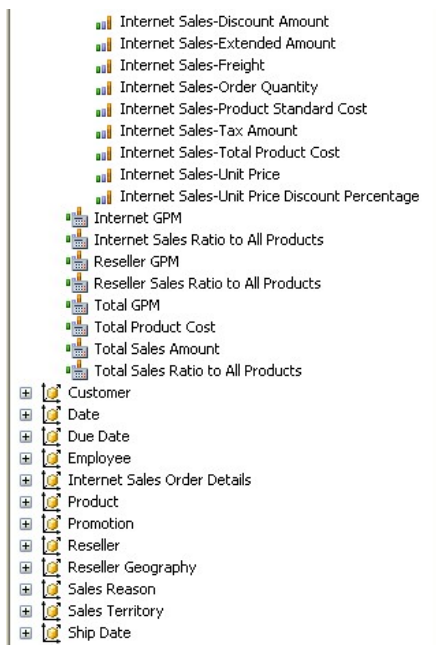 Internet Sales-Discount Amount
Internet Sales-Extended Amount
Internet Sales-Freight
Internet Sales-Order Quantity
Internet Sales-Product Standard Cost
Internet Sales-Tax Amount
Internet Sales-Total Product Cost
Internet Sales-Unit Price
Internet Sales-Unit Price Discount Percentage
Internet GPM
Internet Sales Ratio to All Products
Reseller GPM
Reseller Sales Ratio to All Products
Total GPM
Total Product Cost
Total Sales Amount
Total Sales Ratio to All Products
Customer
Date
Due Date
Employee
Internet Sales Order Details
Product
Promotion
Reseller
Reseller Geography
Sales Reason
Sales Territory
Ship Date